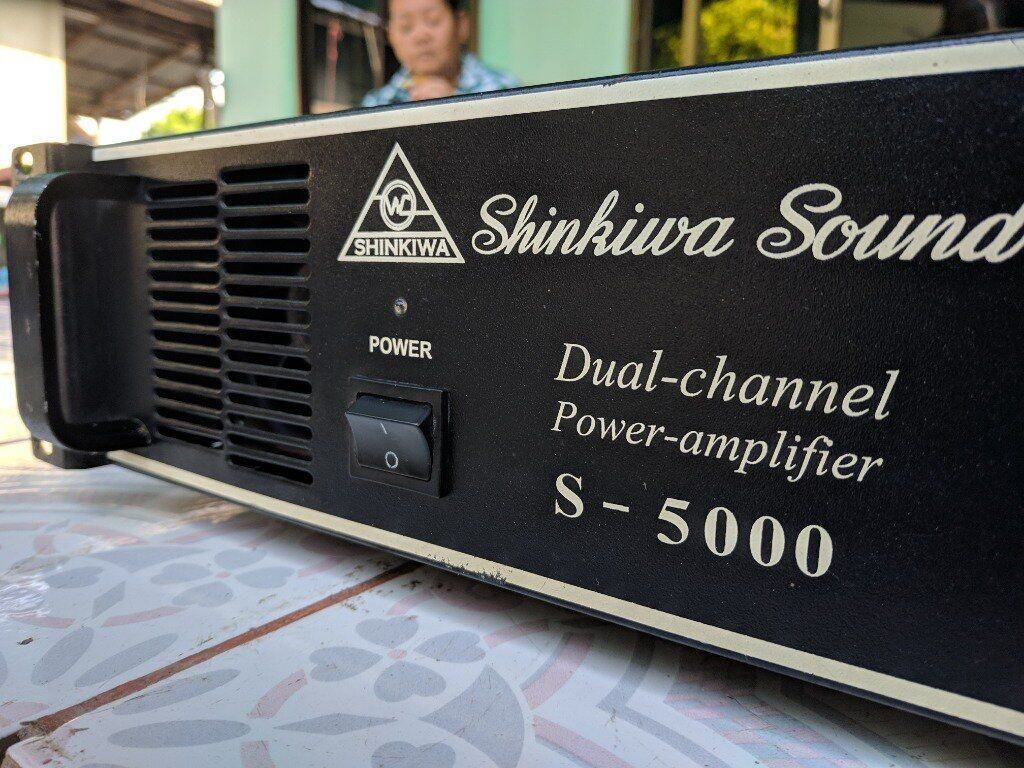 SHINKIWA
Shinkiwa Sound
POWER
Dual-channel
Power-amplifier
S - 5000